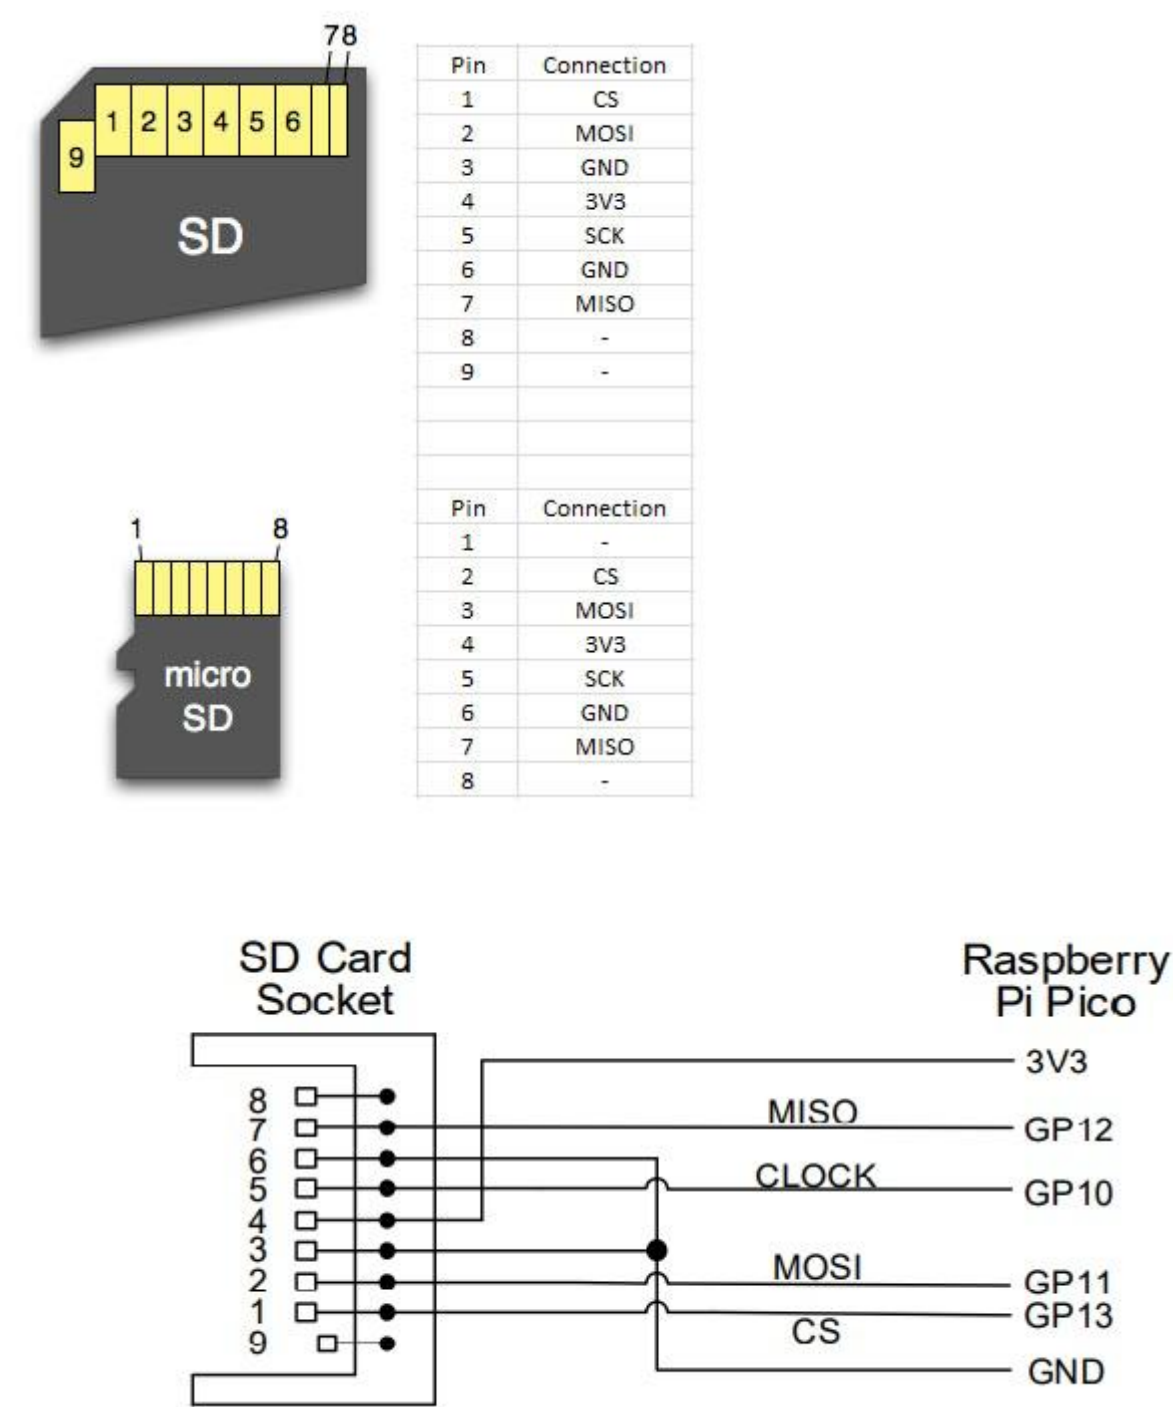 78
1 2 3 4 5 6
9
SD
Pin Connection
1 CS
2 MOSI
3 GND
4 3V3
5 SCK
6 GND
7 MISO
8 -
9 -
1 8
micro
SD
Pin Connection
1 -
2 CS
3 MOSI
4 3V3
5 SCK
6 GND
7 MISO
8 -
SD Card
Socket
Raspberry
Pi Pico
3V3
8
MISO
7 GP12
6
CLOCK
5 GP10
4
3
MOSI
2 GP11
1 GP13
CS
9
GND